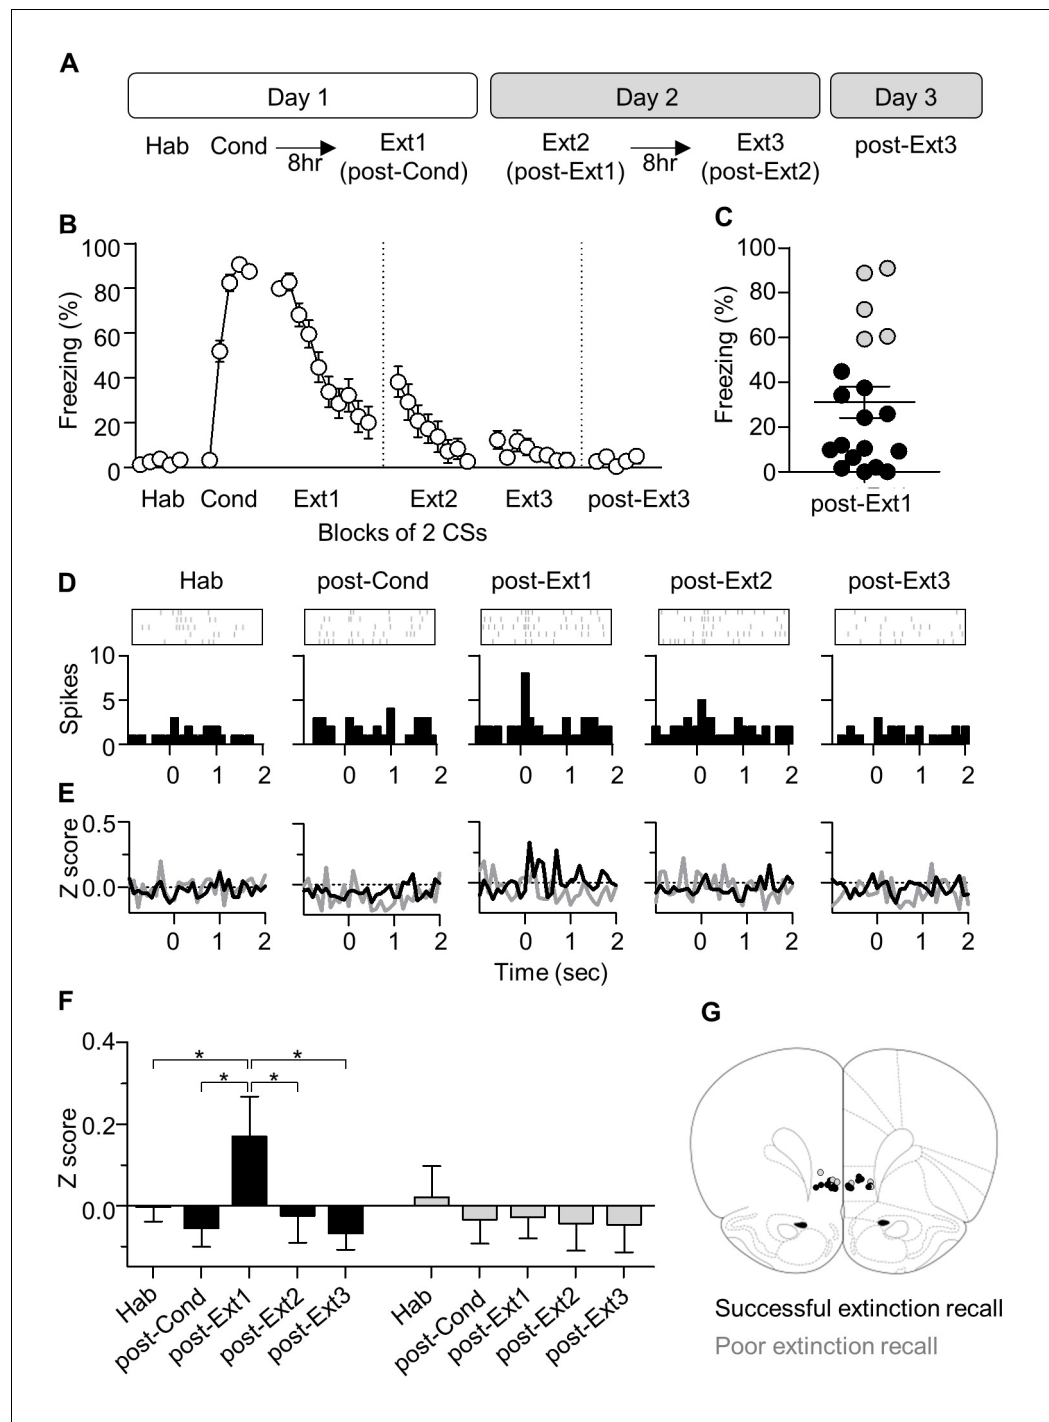 A
Day 1 Day 2 Day 3
Hab Cond 8hr Ext1 (post-Cond) Ext2 (post-Ext1) 8hr Ext3 (post-Ext2) post-Ext3
B
Freezing (%)
100
80
60
40
20
0
Hab Cond Ext1 Ext2 Ext3 post-Ext3
Blocks of 2 CSs
C
Freezing (%)
100
80
60
40
20
0
post-Ext1
D
Hab post-Cond post-Ext1 post-Ext2 post-Ext3
Spikes
10
5
0
0 1 2 0 1 2 0 1 2 0 1 2 0 1 2
E
Z score
0.5
0.0
0 1 2 0 1 2 0 1 2 0 1 2 0 1 2
Time (sec)
F
Z score
0.4
0.2
0.0
* *
* *
Hab post-Cond post-Ext1 post-Ext2 post-Ext3 Hab post-Cond post-Ext1 post-Ext2 post-Ext3
G
Successful extinction recall
Poor extinction recall